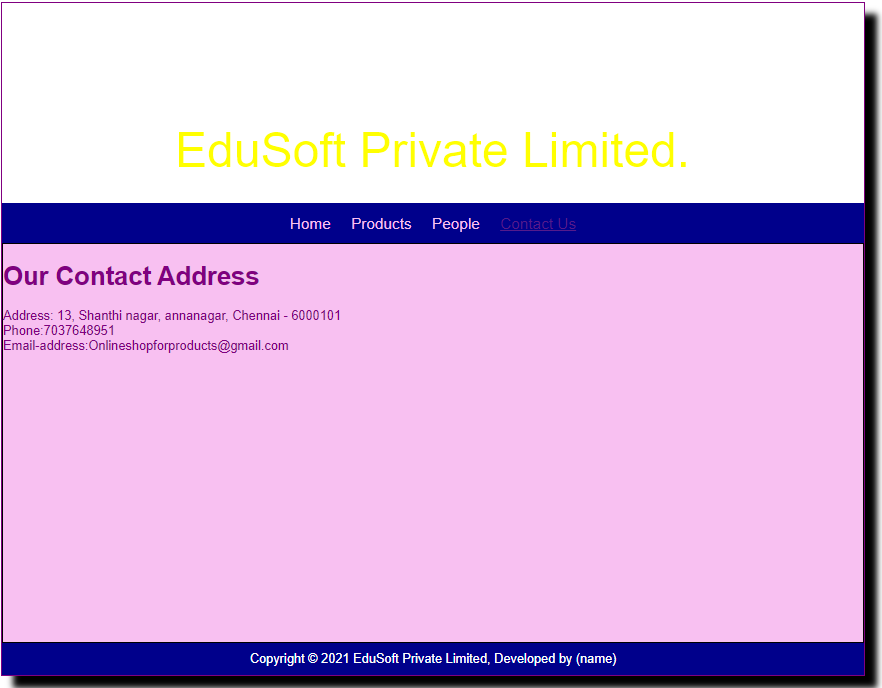 EduSoft Private Limited.
Home Products People Contact Us
Our Contact Address
Address: 13, Shanthi nagar, annanagar, Chennai - 6000101
Phone:7037648951
Email-address:Onlineshopforproducts@gmail.com
Copyright © 2021 EduSoft Private Limited, Developed by (name)